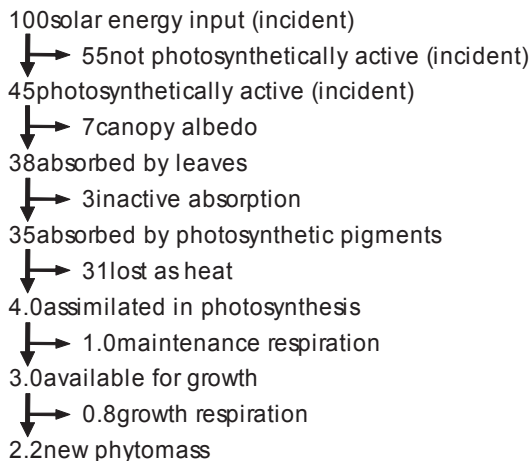 100solar energy input (incident)
55not photosynthetically active (incident)
45photosynthetically active (incident)
7canopy albedo
38absorbed by leaves
3inactive absorption
35absorbed by photosynthetic pigments
31lost as heat
4.0assimilated in photosynthesis
1.0maintenance respiration
3.0available for growth
0.8growth respiration
2.2new phytomass